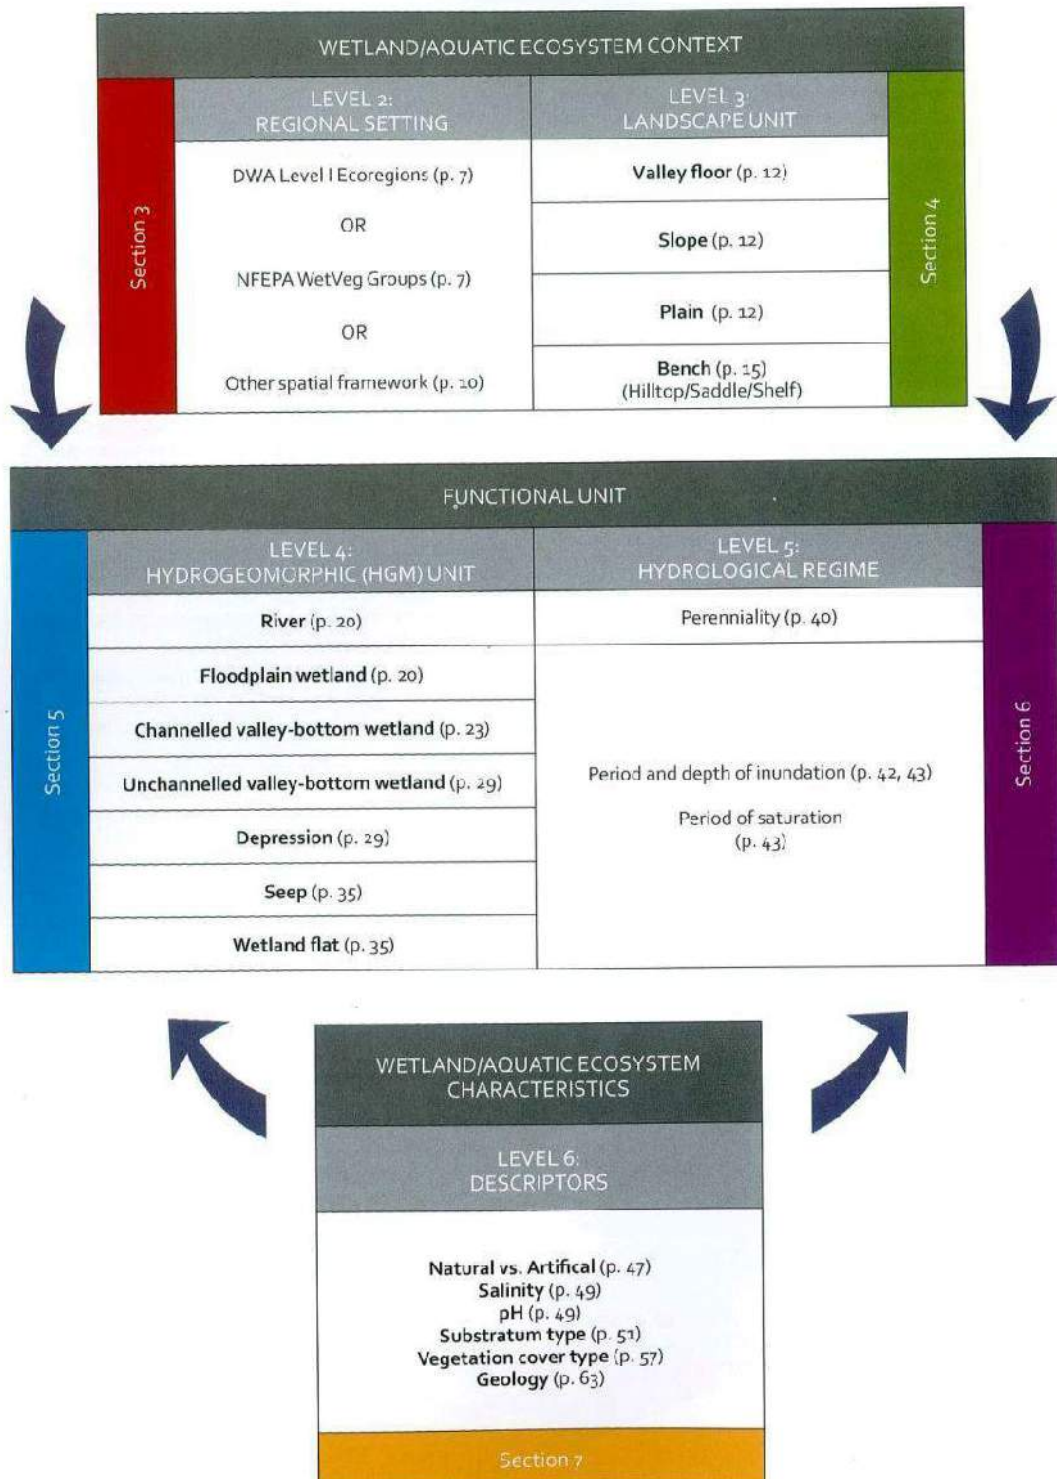 WETLAND/AQUATIC ECOSYSTEM CONTEXT
Section 3
LEVEL 2:
REGIONAL SETTING
DWA Level I Ecoregions (p. 7)
OR
NFEPA WetVeg Groups (p. 7)
OR
Other spatial framework (p. 10)
LEVEL 3:
LANDSCAPE UNIT
Valley floor (p. 12)
Slope (p. 12)
Plain (p. 12)
Bench (p. 15)
(Hilltop/Saddle/Shelf)
Section 4
FUNCTIONAL UNIT
Section 5
LEVEL 4:
HYDROGEOMORPHIC (HGM) UNIT
River (p. 20)
Floodplain wetland (p. 20)
Channelled valley-bottom wetland (p. 23)
Unchannelled valley-bottom wetland (p. 29)
Depression (p. 29)
Seep (p. 35)
Wetland flat (p. 35)
LEVEL 5:
HYDROLOGICAL REGIME
Perenniality (p. 40)
Period and depth of inundation (p. 42, 43)
Period of saturation
(p. 43)
Section 6
WETLAND/AQUATIC ECOSYSTEM
CHARACTERISTICS
LEVEL 6:
DESCRIPTORS
Natural vs. Artifical (p. 47)
Salinity (p. 49)
pH (p. 49)
Substratum type (p. 51)
Vegetation cover type (p. 57)
Geology (p. 63)
Section 7